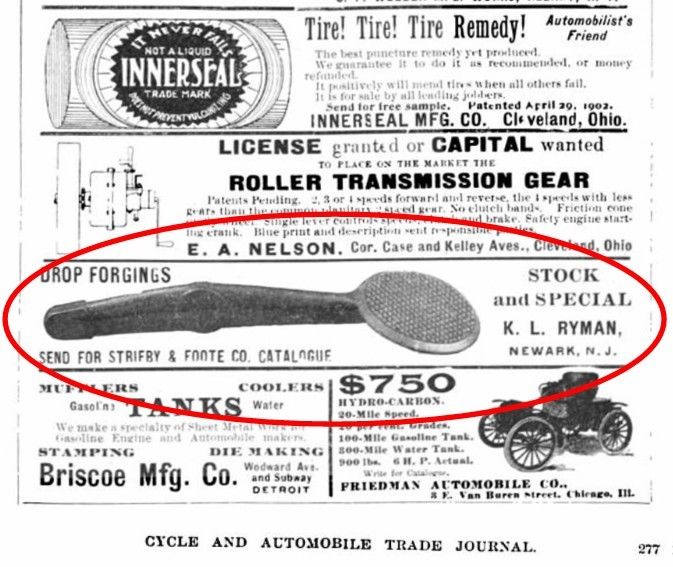 IT NEVER FAILS
NOT A LIQUID
INNERSEAL
TRADE MARK
DOES NOT PREVENT VULCANIZING
Tire! Tire! Tire Remedy!
Automobilist's
Friend
The best puncture remedy yet produced.
We guarantee it to do it as recommended, or money
refunded.
It positively will mend tires when all others fail.
It is for sale by all leading jobbers.
Send for free sample. Patented April 29, 1902.
INNERSEAL MFG. CO. Cleveland, Ohio.
LICENSE granted or CAPITAL wanted
TO PLACE ON THE MARKET THE
ROLLER TRANSMISSION GEAR
Patents Pending. 2, 3 or 4 speeds forward and reverse, the 4 speeds with less
gears than the common planitary 2 speed gear. No clutch bands. Friction cone
Single lever controls hand brake. Safety engine start-
ing crank. Blue print and description sent responsible parties.
E. A. NELSON. Cor. Case and Kelley Aves., Cleveland, Ohio
DROP FORGINGS
SEND FOR STRIEBY & FOOTE CO. CATALOGUE
STOCK
and SPECIAL
K. L. RYMAN,
NEWARK, N. J.
MUFFLERS COOLERS
Gasoline TANKS Water
We make a specialty of Sheet Metal Work for
Gasoline Engine and Automobile makers.
STAMPING DIE MAKING
Briscoe Mfg. Co. Wodward Ave.
and Subway
DETROIT
$750
HYDRO-CARBON.
20-Mile Speed.
20 per cent. Grades.
100-Mile Gasoline Tank.
300-Mile Water Tank.
900 lbs. 6 H. P. Actual.
Write for Catalogue.
FRIEDMAN AUTOMOBILE CO.,
3 E. Van Buren Street, Chicago, Ill.
CYCLE AND AUTOMOBILE TRADE JOURNAL.
277